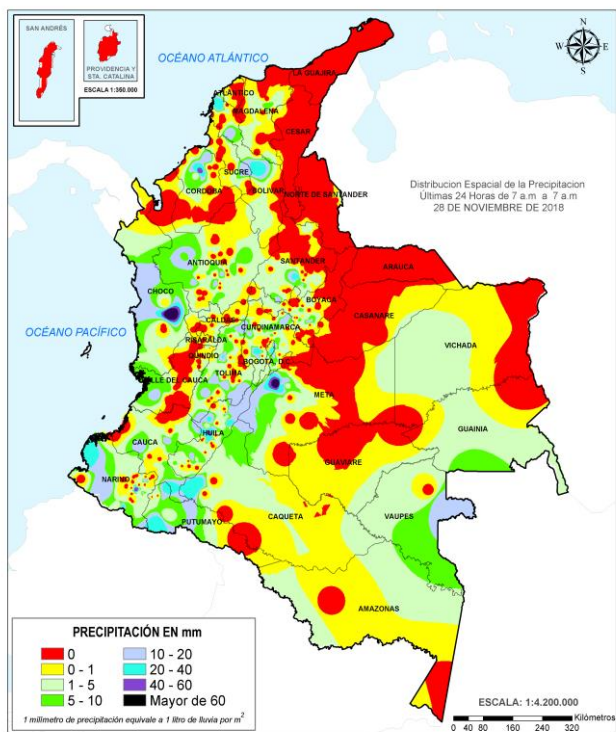 SAN ANDRÉS
PROVIDENCIA Y
STA. CATALINA
ESCALA 1:350.000
OCÉANO ATLÁNTICO
N
W E
S
LA GUAJIRA
ATLÁNTICO
MAGDALENA
CESAR
SUCRE
CORDOBA
BOLIVAR
NORTE DE SANTANDER
Distribucion Espacial de la Precipitacion
Últimas 24 Horas de 7 a.m a 7 a.m
28 DE NOVIEMBRE DE 2018
ANTIOQUIA
SANTANDER
ARAUCA
CHOCO
BOYACA
CASANARE
OCÉANO PACÍFICO
CALDAS
CUNDINAMARCA
RISARALDA
QUINDIO
BOGOTA, D.C.
VICHADA
TOLIMA
VALLE DEL CAUCA
META
GUAINIA
CAUCA
HUILA
GUAVIARE
NARIÑO
VAUPES
CAQUETA
PUTUMAYO
AMAZONAS
PRECIPITACIÓN EN mm
0 10 - 20
0 - 1 20 - 40
1 - 5 40 - 60
5 - 10 Mayor de 60
1 milimetro de precipitación equivale a 1 litro de lluvia por m²
ESCALA: 1:4.200.000
0 40 80 160 240 320 Kilómetros